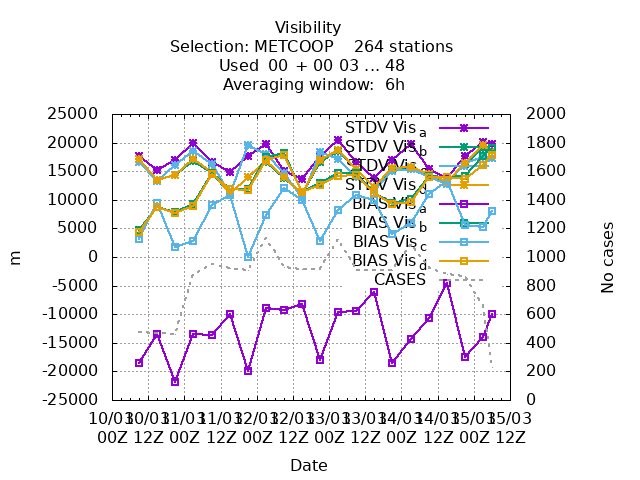 Visibility
Selection: METCOOP 264 stations
Used 00 + 00 03 ... 48
Averaging window: 6h
25000
20000
15000
10000
5000
0
-5000
-10000
-15000
-20000
-25000
m
2000
1800
1600
1400
1200
1000
800
600
400
200
0
No cases
STDV Vis a
STDV Vis b
STDV Vis c
STDV Vis d
BIAS Vis a
BIAS Vis b
BIAS Vis c
BIAS Vis d
CASES
10/03 10/03 11/03 11/03 12/03 12/03 13/03 13/03 14/03 14/03 15/03 15/03
00Z 12Z 00Z 12Z 00Z 12Z 00Z 12Z 00Z 12Z 00Z 12Z
Date